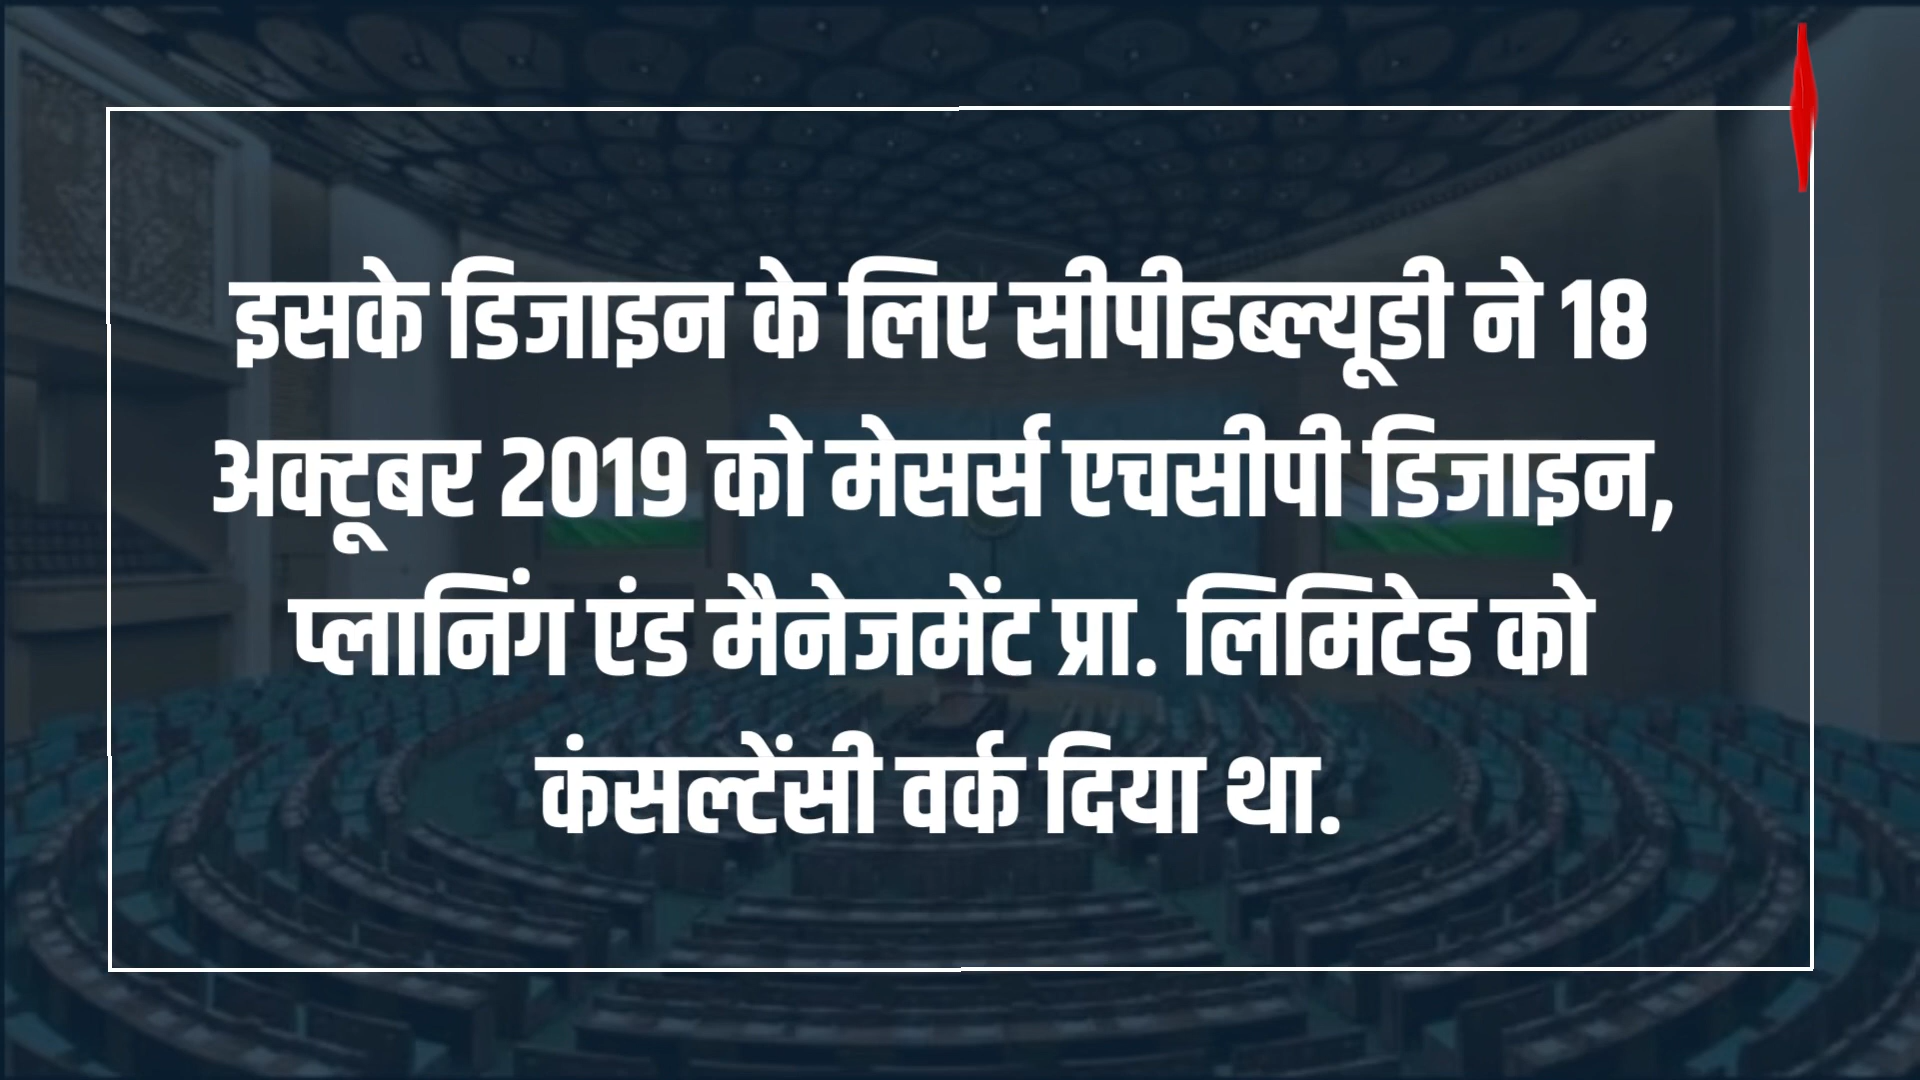 इसके डिजाइन के लिए सीपीडब्ल्यूडी ने 18
अक्टूबर 2019 को मेसर्स एचसीपी डिजाइन,
प्लानिंग एंड मैनेजमेंट प्रा. लिमिटेड को
कंसल्टेंसी वर्क दिया था.